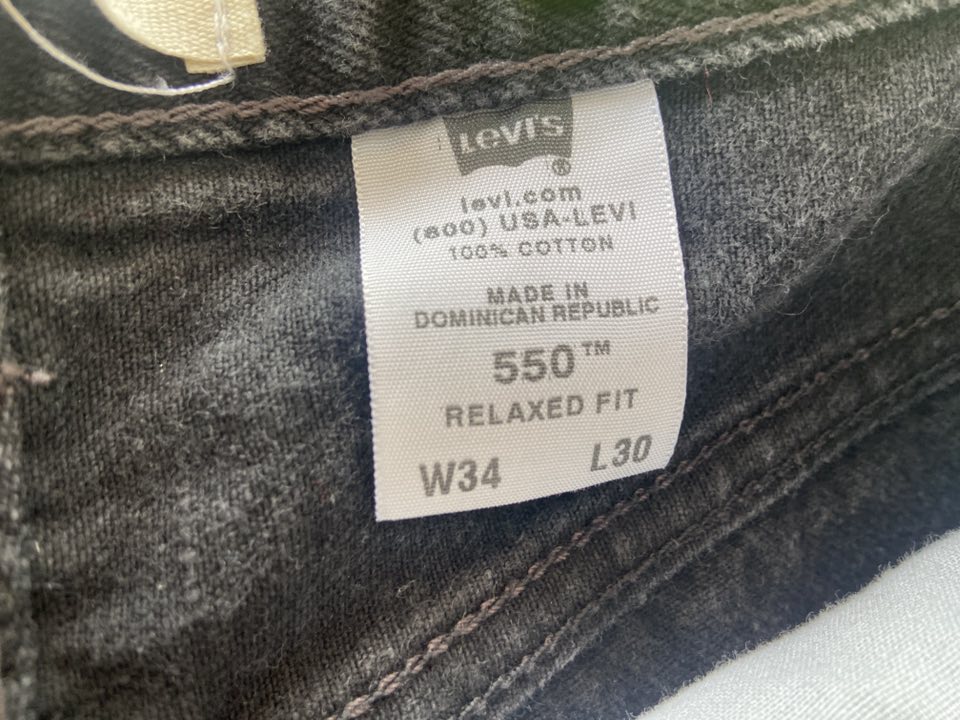 LEVI'S ®
levi.com
(800) USA-LEVI
100% COTTON
MADE IN
DOMINICAN REPUBLIC
550™
RELAXED FIT
W34 L30